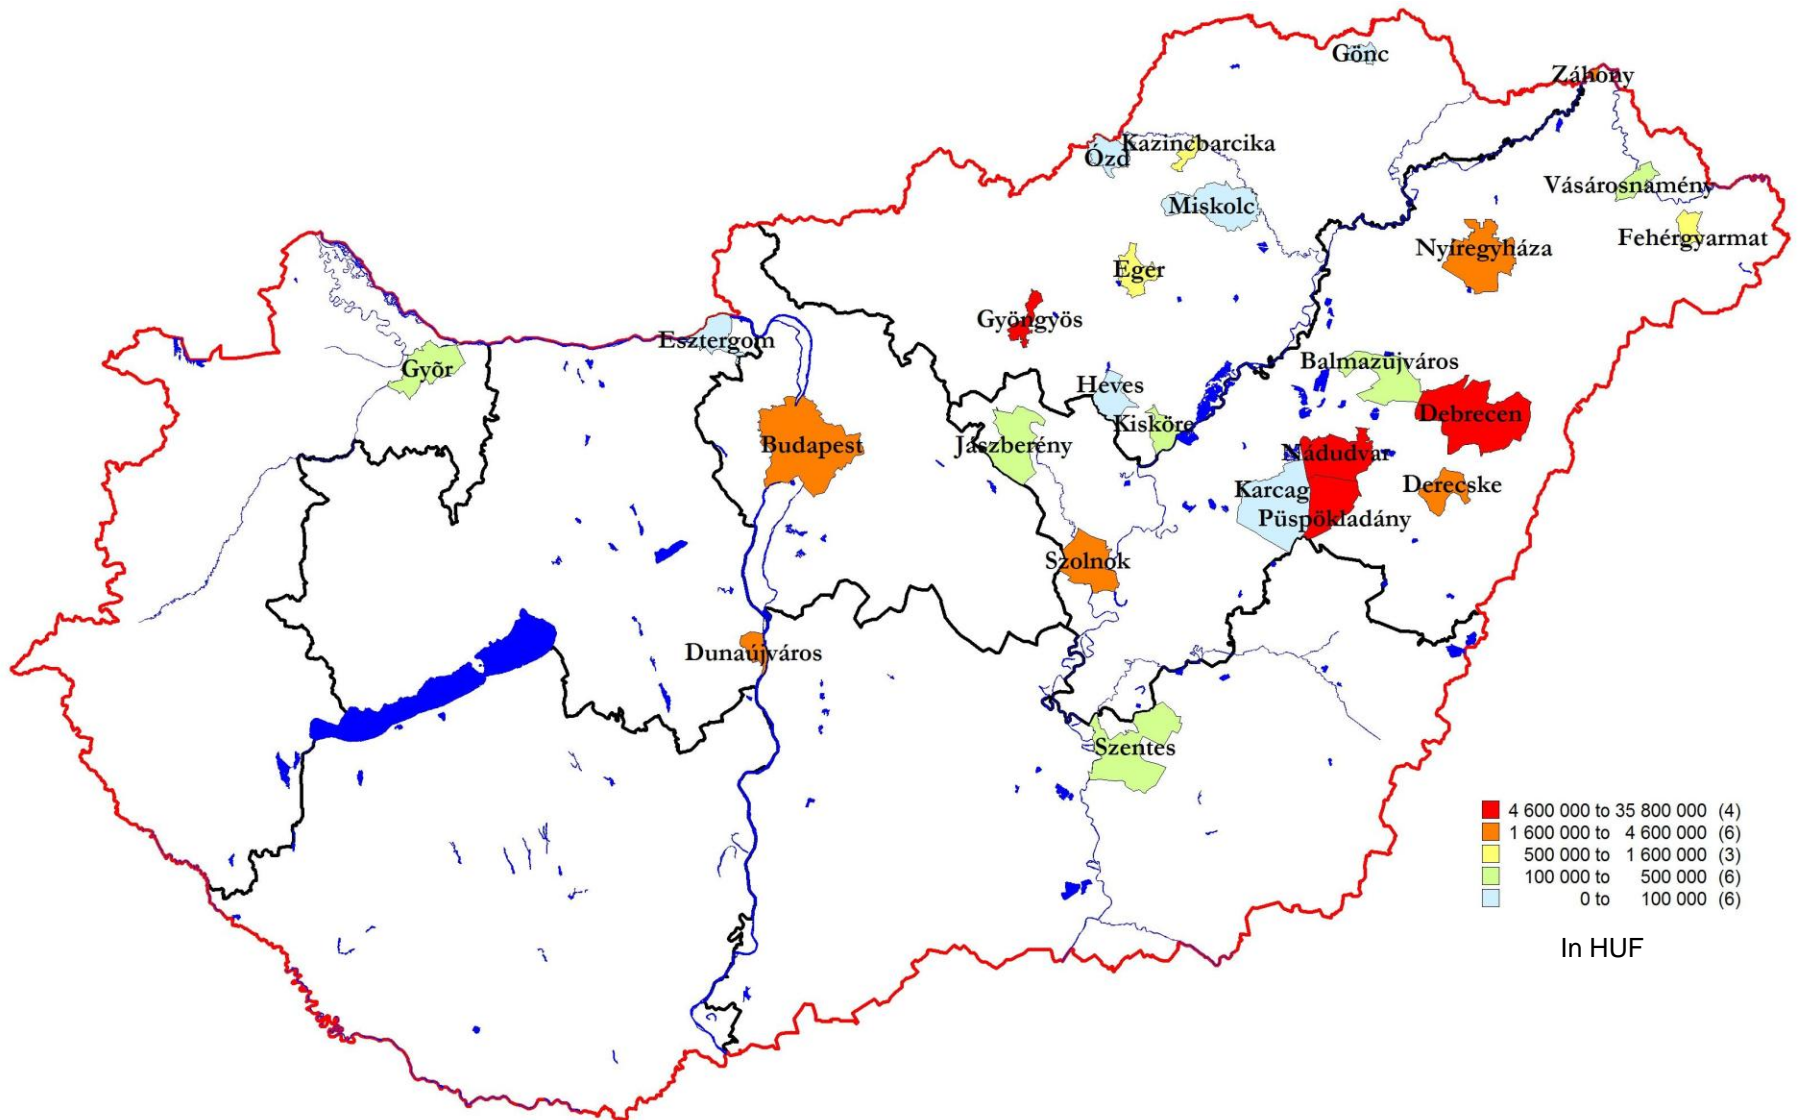 Gönc
Záhony
Kazincbarcika
Ózd
Vásárosnamény
Miskolc
Fehérgyarmat
Nyíregyháza
Eger
Gyöngyös
Esztergom
Balmazújváros
Győr
Heves
Debrecen
Kisköre
Budapest
Jászberény
Nádudvar
Derecske
Karcag
Püspökladány
Szolnok
Dunaújváros
Szentes
4 600 000 to 35 800 000 (4)
1 600 000 to 4 600 000 (6)
500 000 to 1 600 000 (3)
100 000 to 500 000 (6)
0 to 100 000 (6)
In HUF